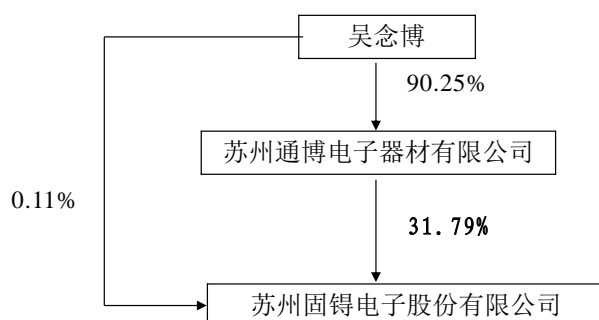 吴念博
90.25%
苏州通博电子器材有限公司
0.11%
31.79%
苏州固锝电子股份有限公司